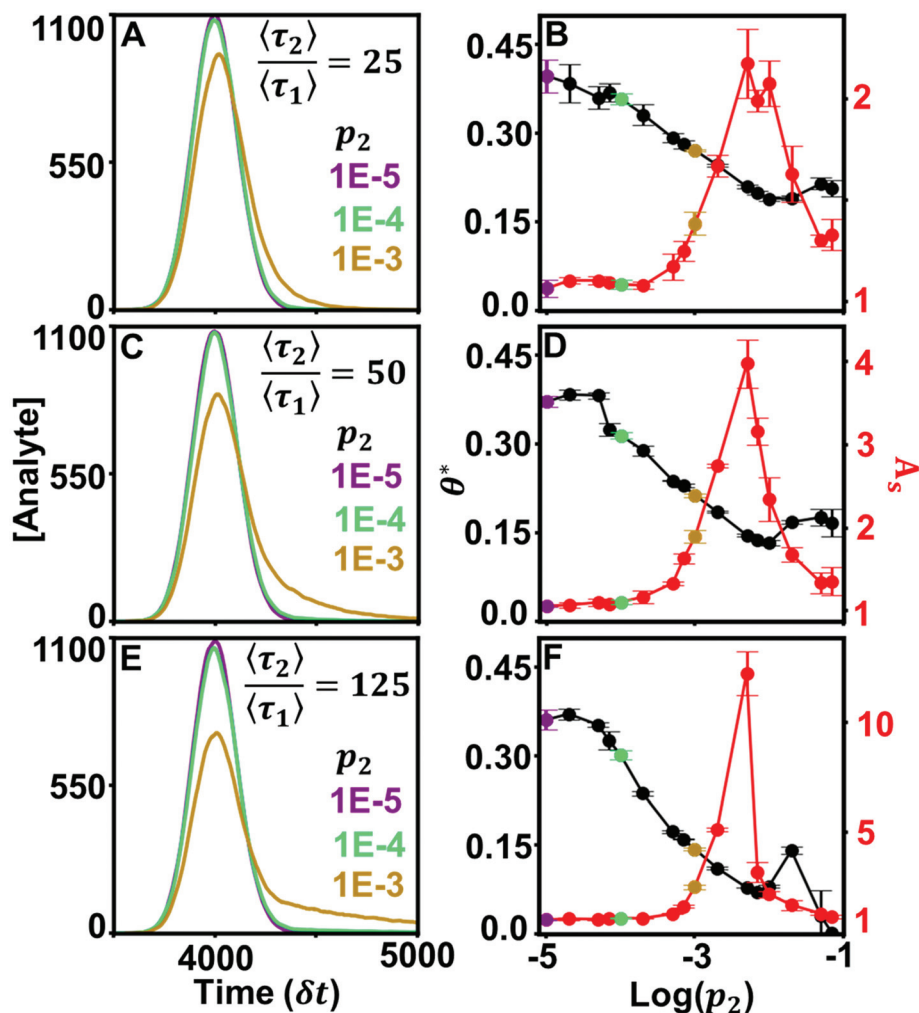 A
⟨τ₂⟩/⟨τ₁⟩ = 25
p₂
1E-5
1E-4
1E-3
1100
550
0
B
0.45
0.30
0.15
0.0
2
1
C
⟨τ₂⟩/⟨τ₁⟩ = 50
p₂
1E-5
1E-4
1E-3
1100
550
0
[Analyte]
D
0.45
0.30
0.15
0.00
θ*
4
3
2
1
Aₛ
E
⟨τ₂⟩/⟨τ₁⟩ = 125
p₂
1E-5
1E-4
1E-3
1100
550
0
4000
5000
Time (δt)
F
0.45
0.30
0.15
0.00
10
5
1
-5
-3
-1
Log(p₂)